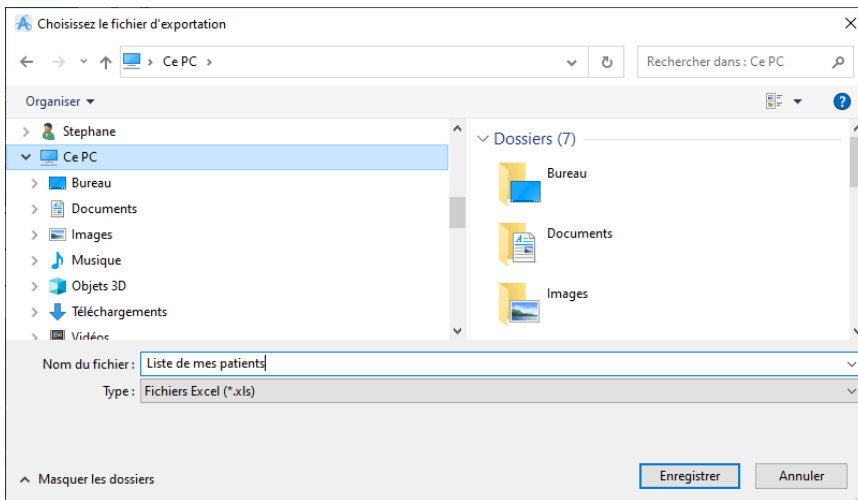 Choisissez le fichier d'exportation
Ce PC
Rechercher dans : Ce PC
Organiser
Stephane
Ce PC
Bureau
Documents
Images
Musique
Objets 3D
Téléchargements
Vidéos
Dossiers (7)
Bureau
Documents
Images
Nom du fichier : Liste de mes patients
Type : Fichiers Excel (*.xls)
Masquer les dossiers
Enregistrer
Annuler